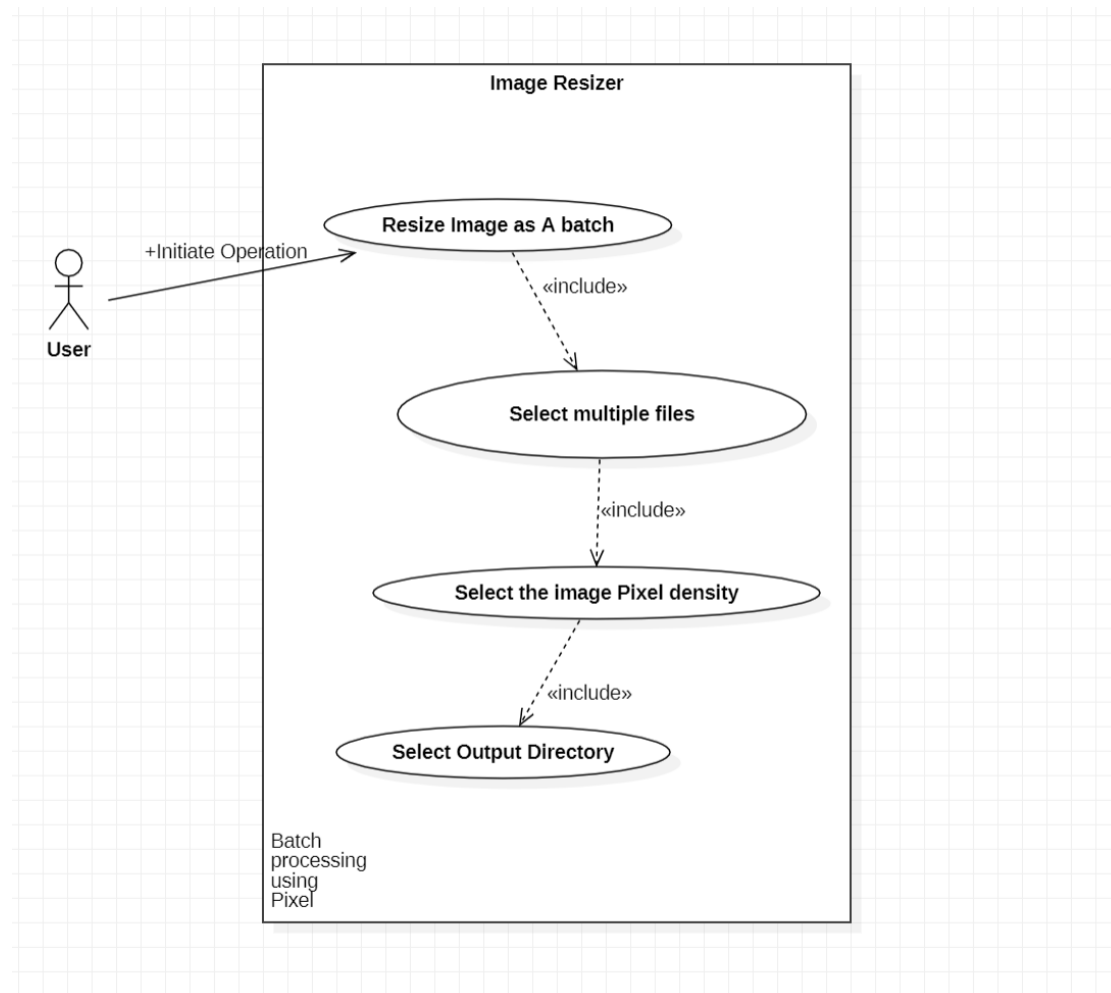 Image Resizer
Resize Image as A batch
+Initiate Operation
«include»
User
Select multiple files
«include»
Select the image Pixel density
«include»
Select Output Directory
Batch
processing
using
Pixel